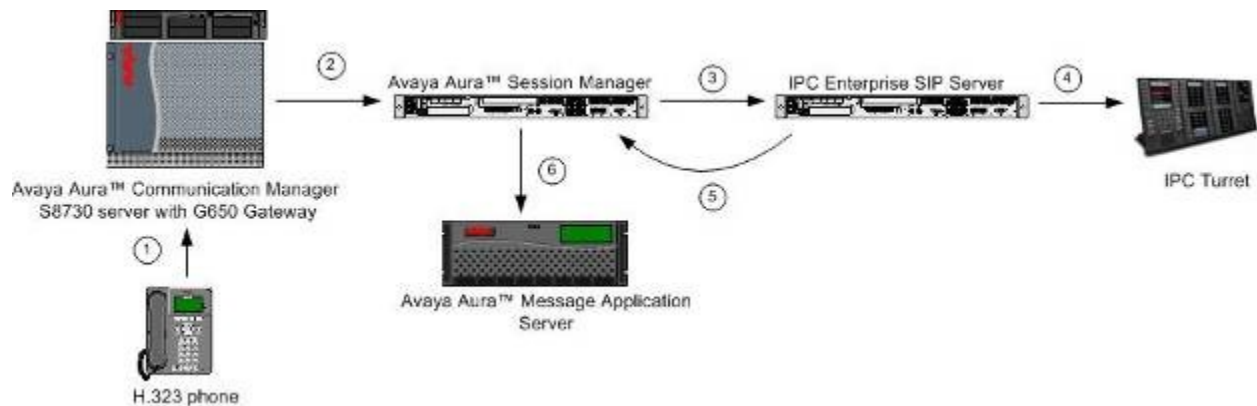 2
Avaya Aura™ Session Manager
3
IPC Enterprise SIP Server
4
Avaya Aura™ Communication Manager
S8730 server with G650 Gateway
6
5
IPC Turret
1
Avaya Aura™ Message Application
Server
H.323 phone